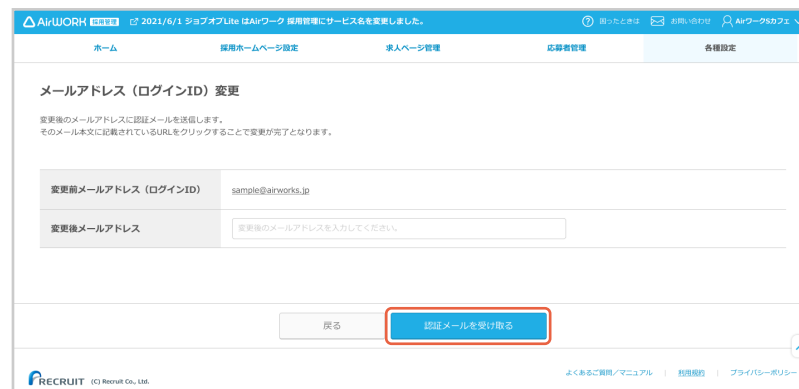 AirWORK 採用管理 2021/6/1 ジョブオプLite はAirワーク 採用管理にサービス名を変更しました。 困ったときは お問い合わせ AirワークSカフェ
ホーム 採用ホームページ設定 求人ページ管理 応募者管理 各種設定
メールアドレス（ログインID）変更
変更後のメールアドレスに認証メールを送信します。
そのメール本文に記載されているURLをクリックすることで変更が完了となります。
変更前メールアドレス（ログインID） sample@airworks.jp
変更後メールアドレス 変更後のメールアドレスを入力してください。
戻る 認証メールを受け取る
よくあるご質問／マニュアル | 利用規約 | プライバシーポリシー
RECRUIT (C) Recruit Co., Ltd.